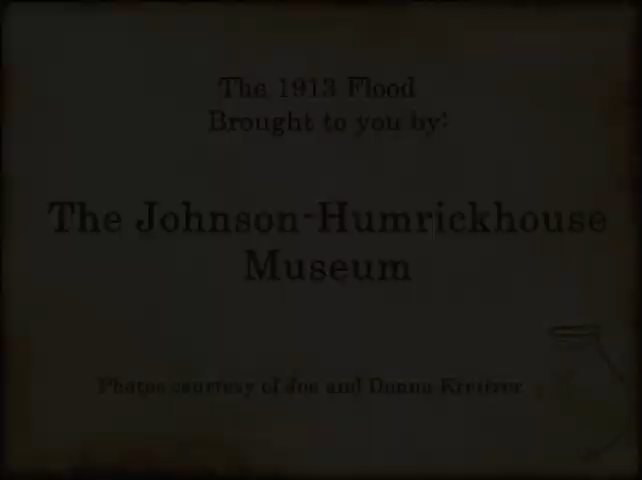 The 1913 Flood
Brought to you by:
The Johnson-Humrickhouse
Museum
Photos courtesy of Joe and Donna Kreitzer